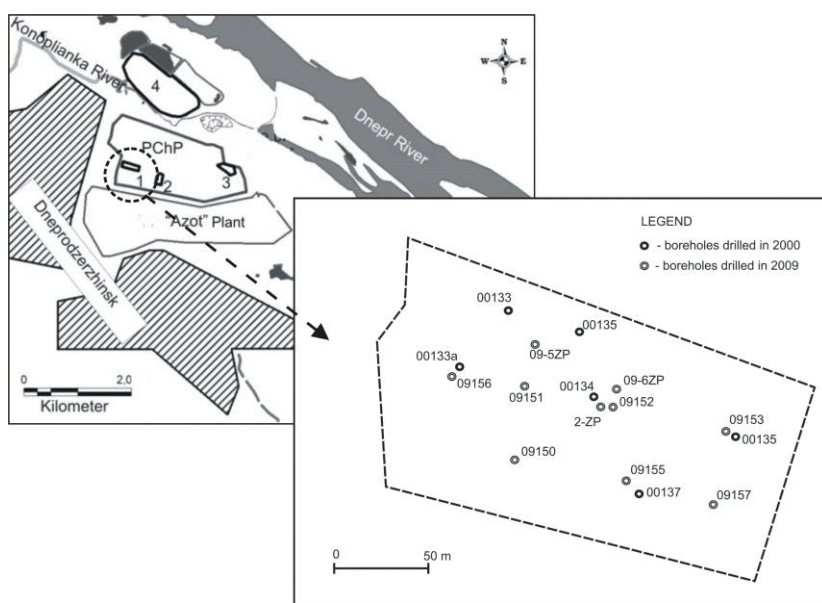 Konoplianka River
N
W E
S
4
Dnepr River
PChP
1
2
3
"Azot" Plant
Dneprodzerzhinsk
0 2,0
Kilometer
LEGEND
- boreholes drilled in 2000
- boreholes drilled in 2009
00133
00135
09-5ZP
00133a
09156
09151
00134
09-6ZP
09152
2-ZP
09153
00135
09150
09155
00137
09157
0 50 m